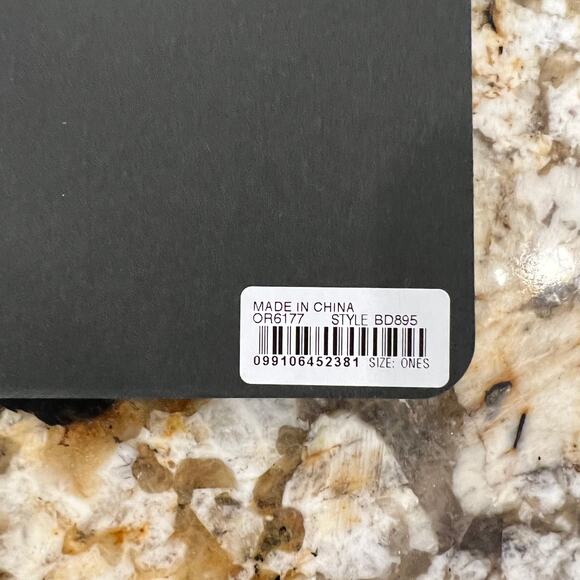 MADE IN CHINA
OR6177 STYLE BD895
099106452381 SIZE: ONES